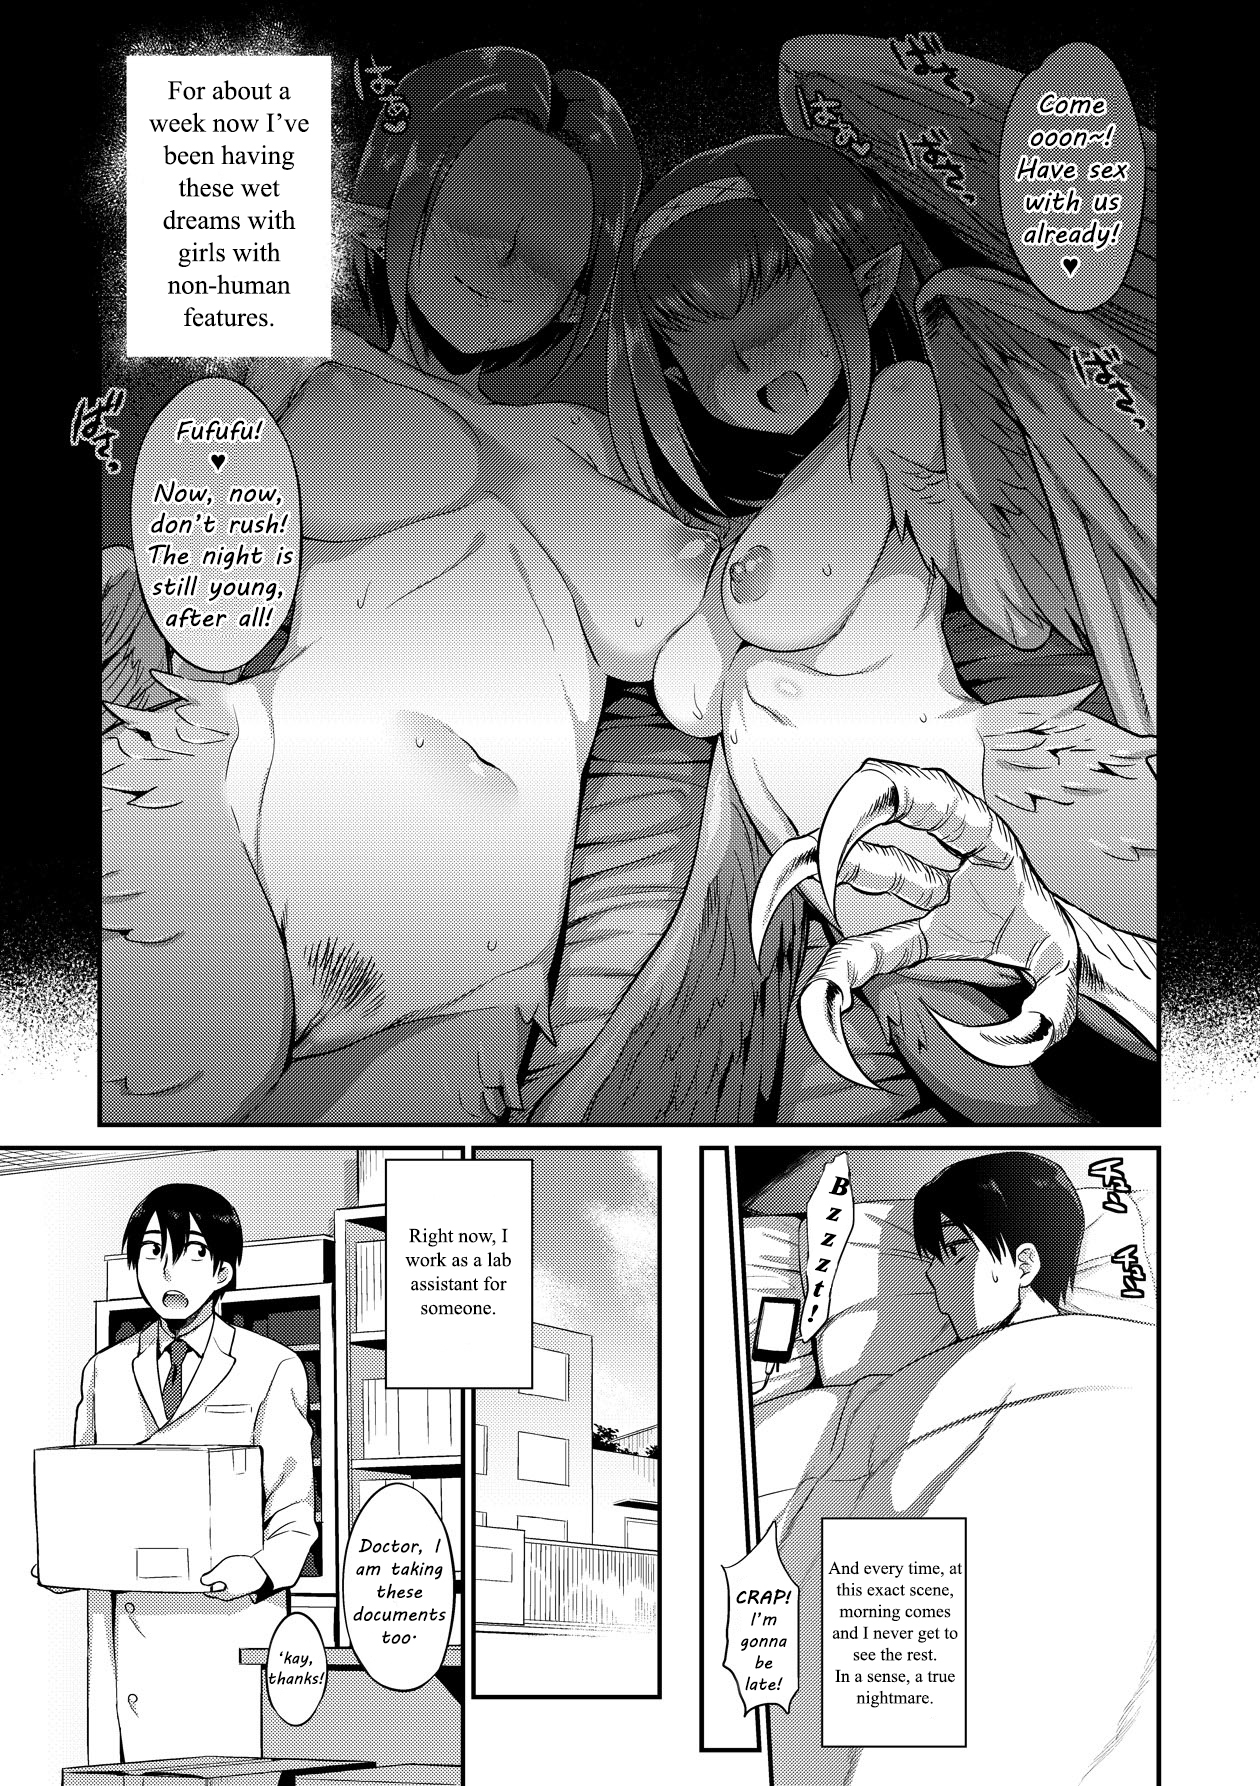 Come
ooon~!
Have sex
with us
already!
♥
For about a
week now I've
been having
these wet
dreams with
girls with
non-human
features.
Fufufu!
♥
Now, now,
don't rush!
The night is
still young,
after all!
Bzzzt!
And every time, at
this exact scene,
morning comes
and I never get to
see the rest.
In a sense, a true
nightmare.
CRAP!
I'm
gonna
be
late!
Right now, I
work as a lab
assistant for
someone.
Doctor, I
am taking
these
documents
too.
'kay,
thanks!